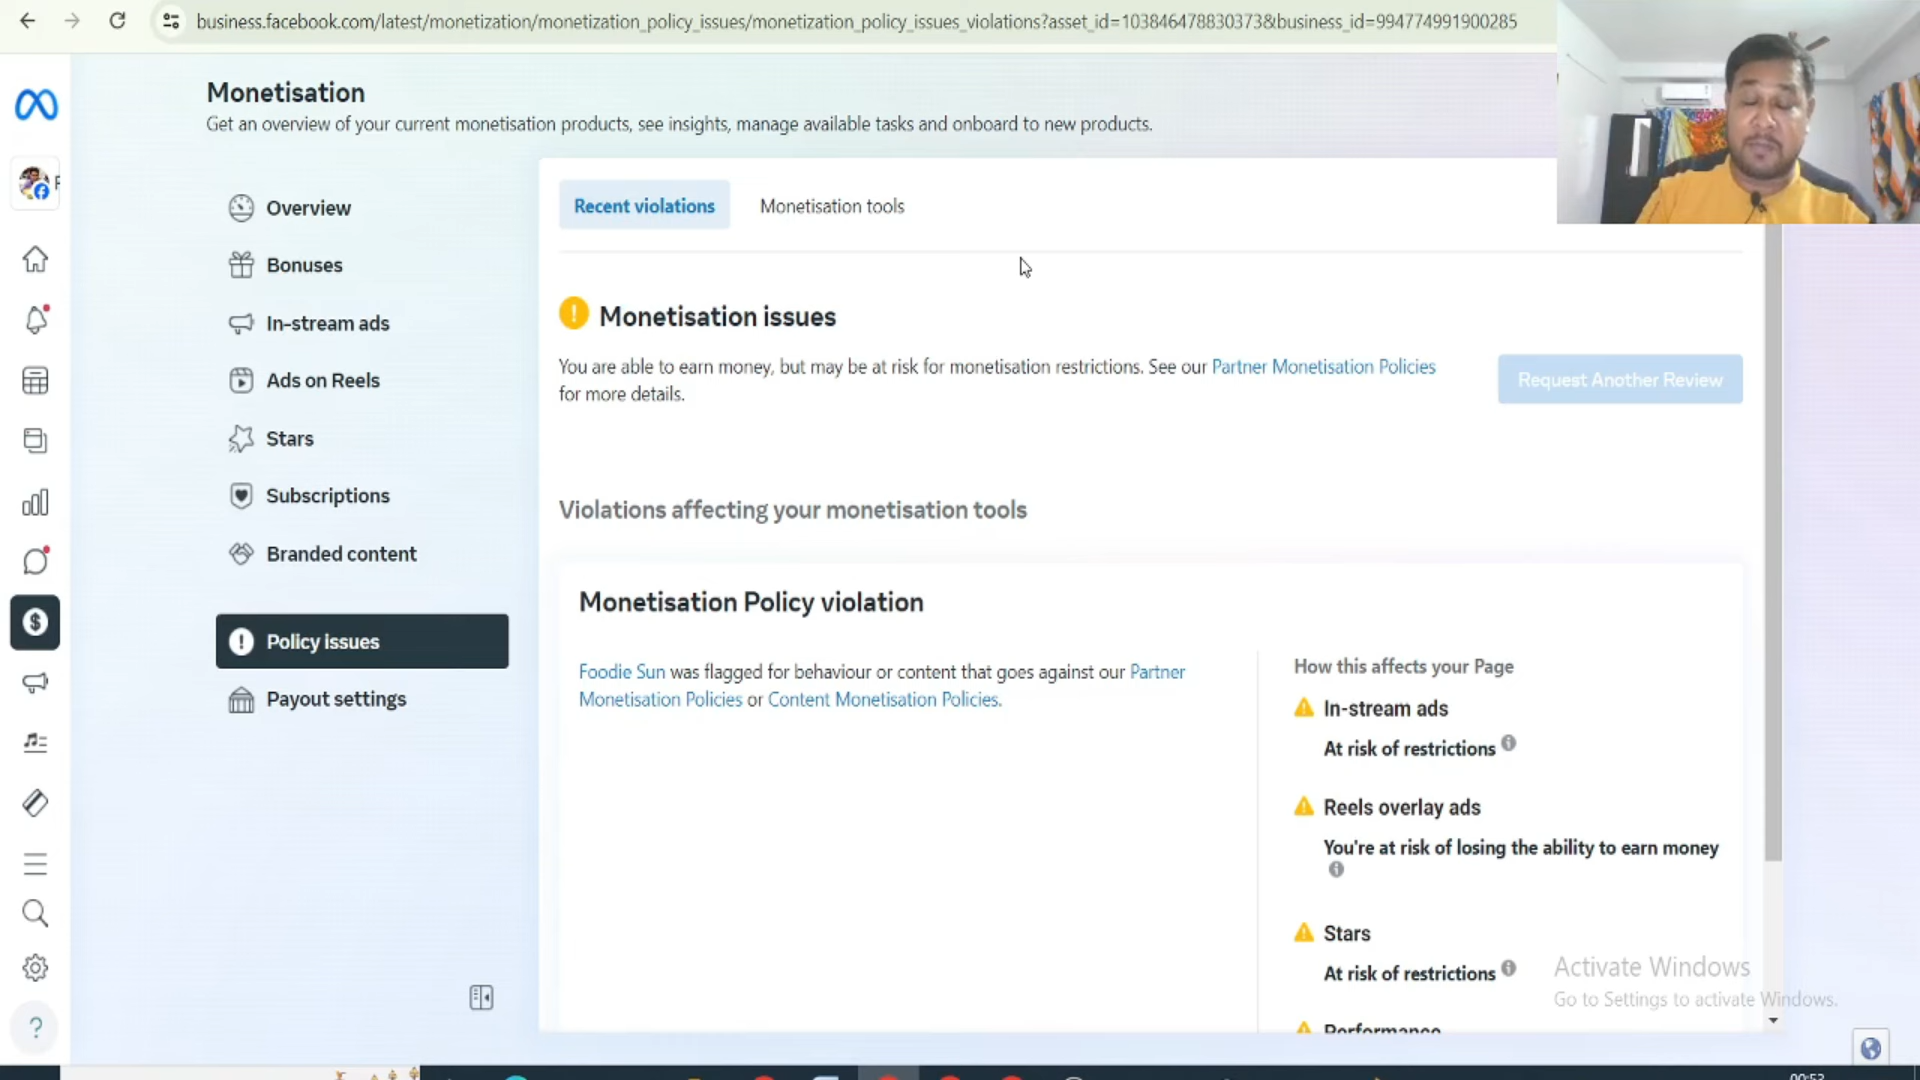 business.facebook.com/latest/monetization/monetization_policy_issues/monetization_policy_issues_violations?asset_id=103846478830373&business_id=994774991900285
Monetisation
Get an overview of your current monetisation products, see insights, manage available tasks and onboard to new products.
Overview
Bonuses
In-stream ads
Ads on Reels
Stars
Subscriptions
Branded content
Policy issues
Payout settings
Recent violations
Monetisation tools
Monetisation issues
You are able to earn money, but may be at risk for monetisation restrictions. See our Partner Monetisation Policies
for more details.
Request Another Review
Violations affecting your monetisation tools
Monetisation Policy violation
Foodie Sun was flagged for behaviour or content that goes against our Partner
Monetisation Policies or Content Monetisation Policies.
How this affects your Page
In-stream ads
At risk of restrictions
Reels overlay ads
You're at risk of losing the ability to earn money
Stars
At risk of restrictions
Performance
Activate Windows
Go to Settings to activate Windows.
00:53